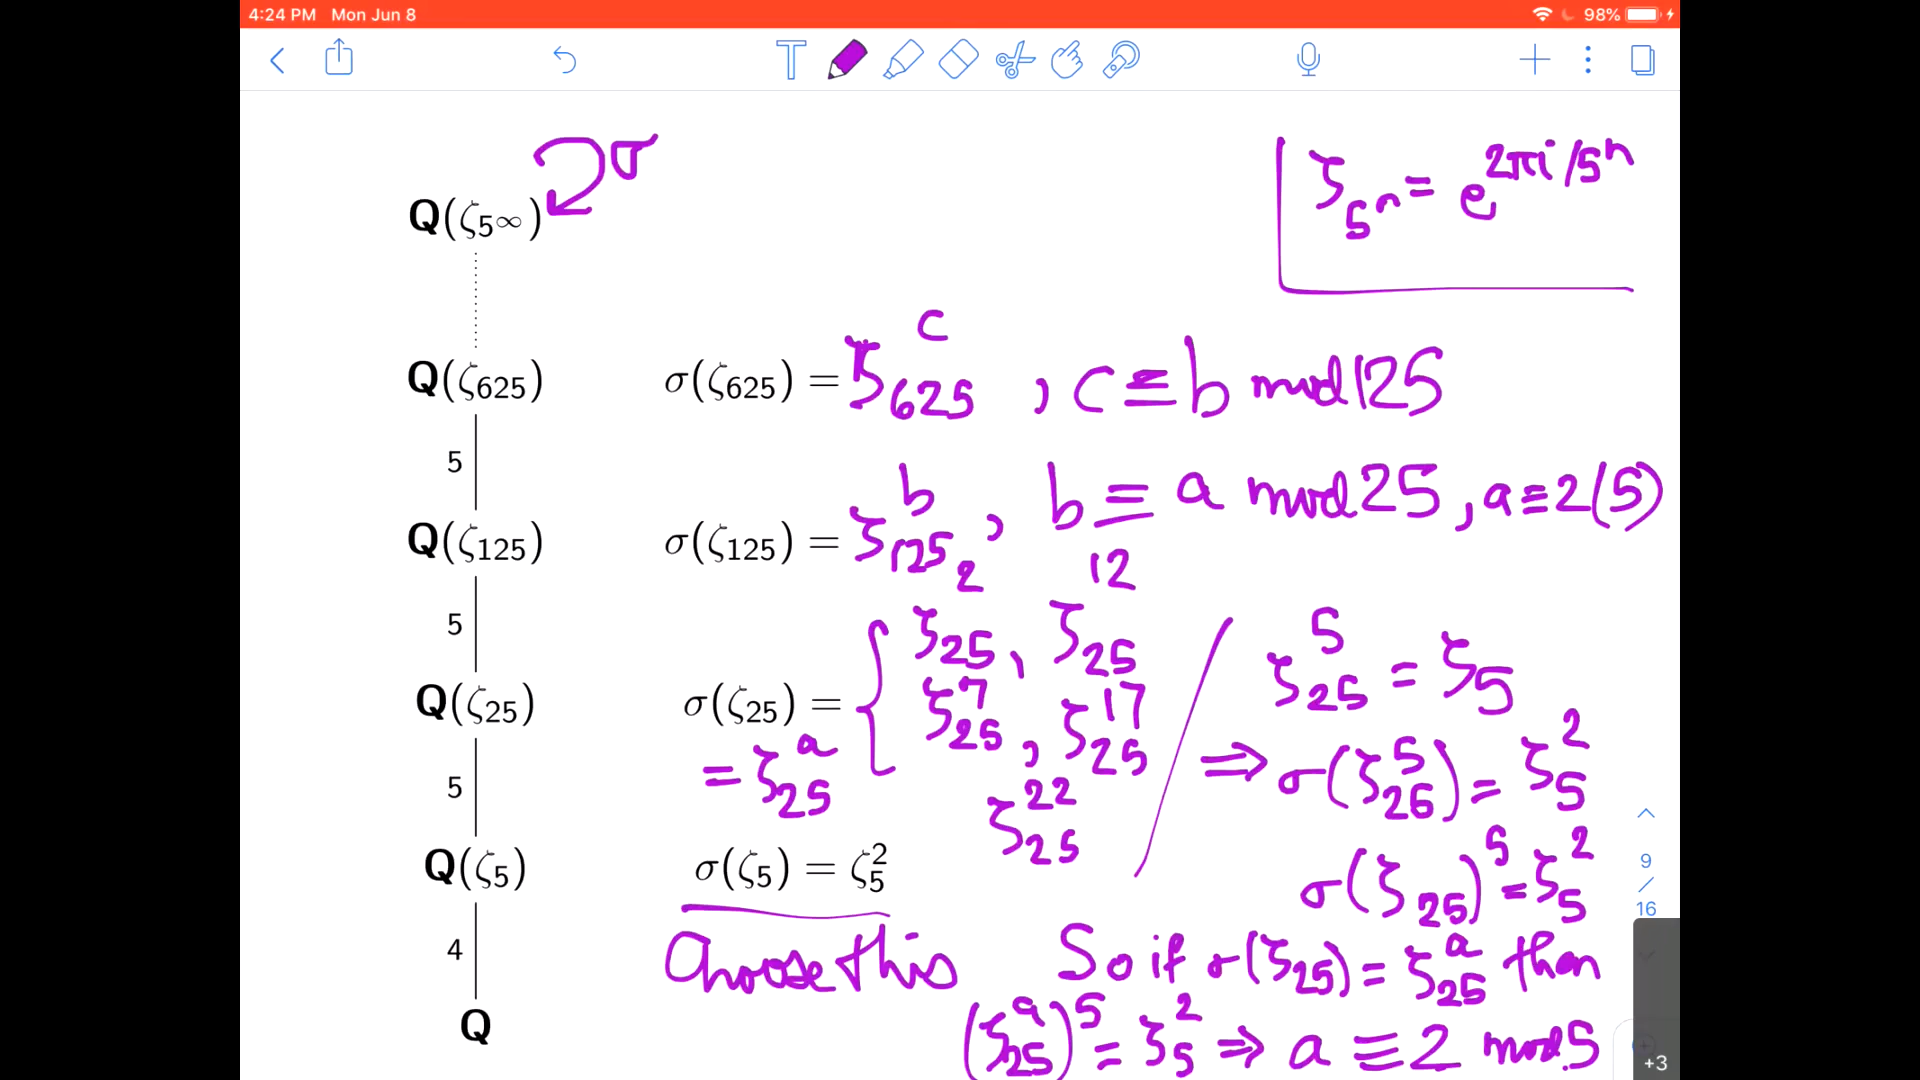 4:24 PM Mon Jun 8 98%
σ
ζ_{5^n} = e^{2πi/5^n}
Q(ζ_{5^∞})
Q(ζ_{625}) σ(ζ_{625}) = ζ_{625}^c , c ≡ b mod 125
5
Q(ζ_{125}) σ(ζ_{125}) = ζ_{125}^b , b ≡ a mod 25 , a ≡ 2(5)
5
Q(ζ_{25}) σ(ζ_{25}) = { ζ_{25}^2 , ζ_{25}^{12}
ζ_{25}^7 , ζ_{25}^{17}
ζ_{25}^{22}
= ζ_{25}^a
ζ_{25}^5 = ζ_5
⇒ σ(ζ_{25}^5) = ζ_5^2
σ(ζ_{25})^5 = ζ_5^2
5
Q(ζ_5) σ(ζ_5) = ζ_5^2
4
Choose this
So if σ(ζ_{25}) = ζ_{25}^a then
(ζ_{25}^a)^5 = ζ_5^2 ⇒ a ≡ 2 mod 5
Q
9
/
16
+3